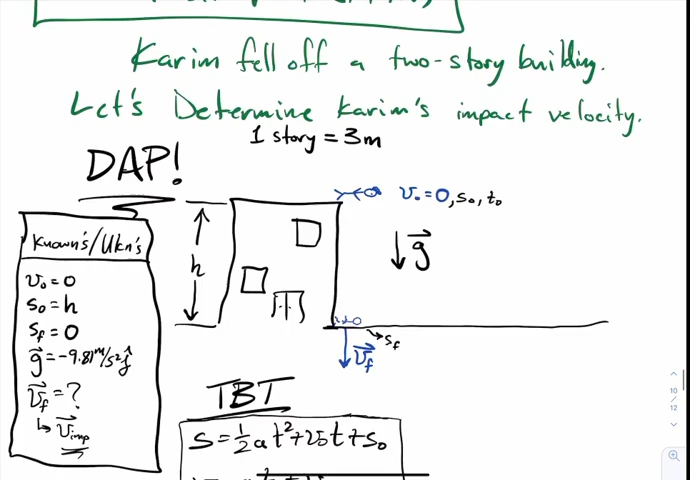 Karim fell off a two-story building.
Let's Determine Karim's impact velocity.
1 story = 3m
DAP!
v₀ = 0, s₀, t₀
Known's/Ukn's
v₀ = 0
s₀ = h
s_f = 0
g⃗ = -9.81 m/s² ĵ
v⃗_f = ?
↳ v⃗_imp
h
↓ g⃗
s_f
v⃗_f
TBT
s = ½at² + v₀t + s₀
10
/
12